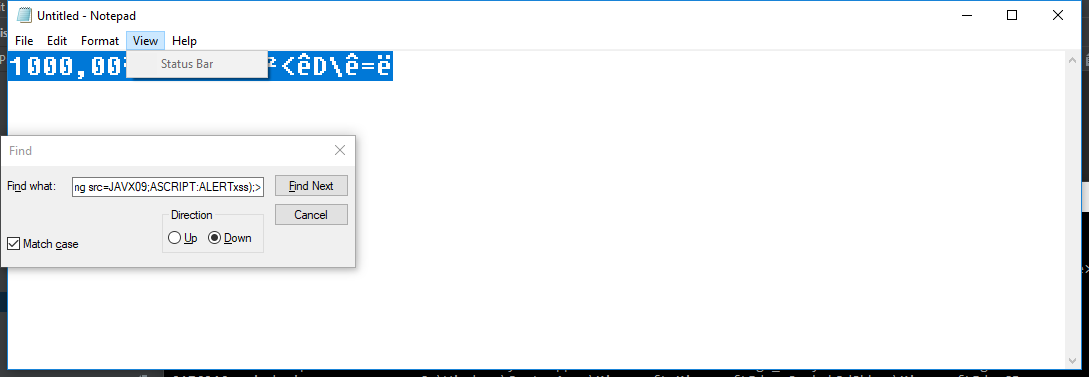 Untitled - Notepad
File Edit Format View Help
Status Bar
1000,00 ²<êD\ê=ë
Find
Find what: ng src=JAVX09;ASCRIPT:ALERTxss);> Find Next
Cancel
Direction
Up Down
Match case